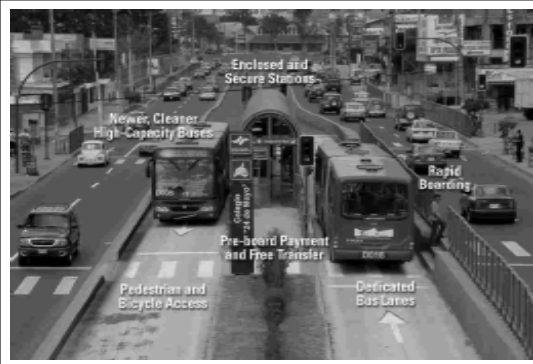 Enclosed and
Secure Stations
Newer, Cleaner
High-Capacity Buses
Rapid
Boarding
Colegio
"24 de Mayo"
Pre-board Payment
and Free Transfer
Pedestrian and
Bicycle Access
Dedicated
Bus Lanes